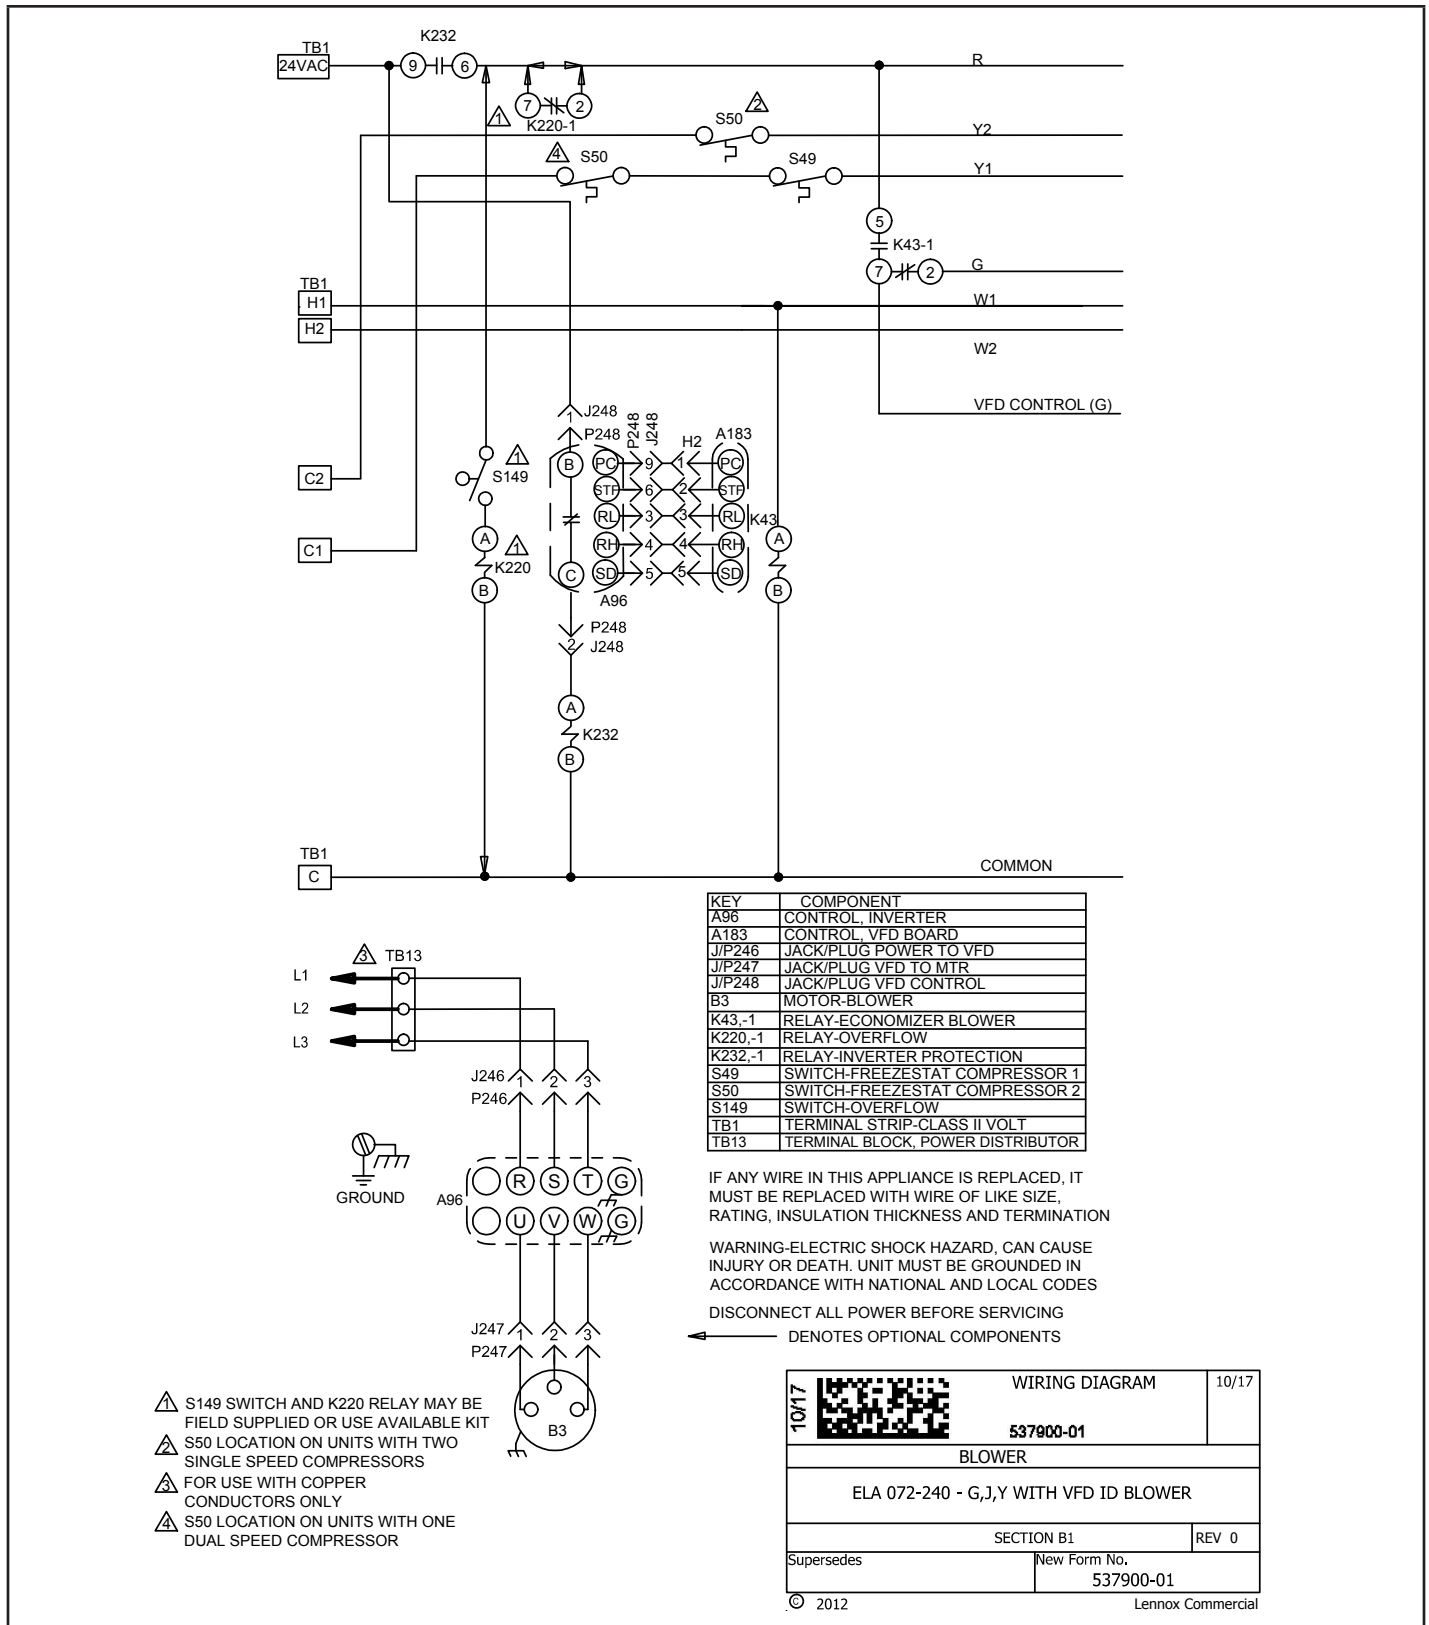 K232
TB1
24VAC
9
6
R
7
2
K220-1
1
S50
2
Y2
4
S50
S49
Y1
5
K43-1
7
2
G
TB1
H1
W1
H2
W2
VFD CONTROL (G)
1
J248
P248
P248
J248
H2
A183
B
PC
9
1
PC
STF
6
2
STF
RL
3
3
RL
RH
4
4
RH
SD
5
5
SD
C
A96
C2
S149
1
C1
A
K220
1
B
K43
A
B
P248
2
J248
A
K232
B
TB1
C
COMMON
KEY COMPONENT
A96 CONTROL, INVERTER
A183 CONTROL, VFD BOARD
J/P246 JACK/PLUG POWER TO VFD
J/P247 JACK/PLUG VFD TO MTR
J/P248 JACK/PLUG VFD CONTROL
B3 MOTOR-BLOWER
K43,-1 RELAY-ECONOMIZER BLOWER
K220,-1 RELAY-OVERFLOW
K232,-1 RELAY-INVERTER PROTECTION
S49 SWITCH-FREEZESTAT COMPRESSOR 1
S50 SWITCH-FREEZESTAT COMPRESSOR 2
S149 SWITCH-OVERFLOW
TB1 TERMINAL STRIP-CLASS II VOLT
TB13 TERMINAL BLOCK, POWER DISTRIBUTOR
3
TB13
L1
L2
L3
J246
1 2 3
P246
GROUND
A96
R S T G
U V W G
J247
1 2 3
P247
B3
IF ANY WIRE IN THIS APPLIANCE IS REPLACED, IT
MUST BE REPLACED WITH WIRE OF LIKE SIZE,
RATING, INSULATION THICKNESS AND TERMINATION
WARNING-ELECTRIC SHOCK HAZARD, CAN CAUSE
INJURY OR DEATH. UNIT MUST BE GROUNDED IN
ACCORDANCE WITH NATIONAL AND LOCAL CODES
DISCONNECT ALL POWER BEFORE SERVICING
DENOTES OPTIONAL COMPONENTS
1 S149 SWITCH AND K220 RELAY MAY BE
FIELD SUPPLIED OR USE AVAILABLE KIT
2 S50 LOCATION ON UNITS WITH TWO
SINGLE SPEED COMPRESSORS
3 FOR USE WITH COPPER
CONDUCTORS ONLY
4 S50 LOCATION ON UNITS WITH ONE
DUAL SPEED COMPRESSOR
10/17
WIRING DIAGRAM
10/17
537900-01
BLOWER
ELA 072-240 - G,J,Y WITH VFD ID BLOWER
SECTION B1
REV 0
Supersedes
New Form No.
537900-01
© 2012
Lennox Commercial